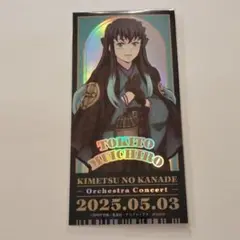 TOKITO
MUICHIRO
KIMETSU NO KANADE
Orchestra Concert
2025.05.03